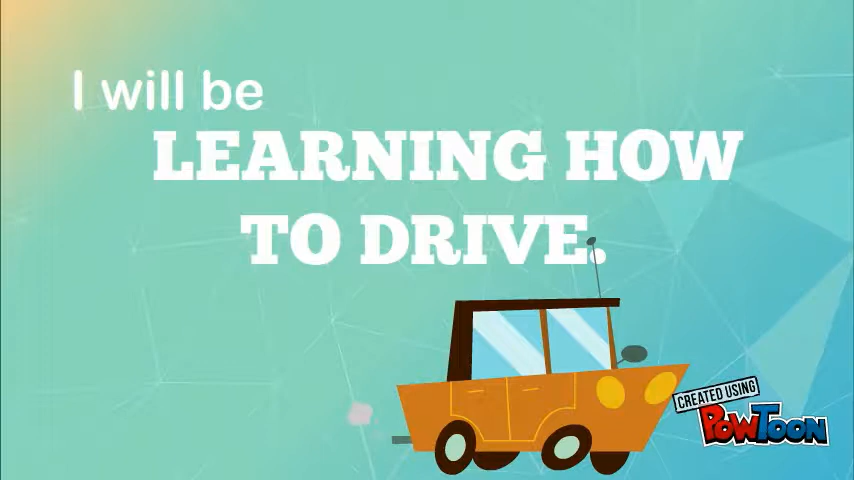 I will be
LEARNING HOW
TO DRIVE.
CREATED USING
POWTOON